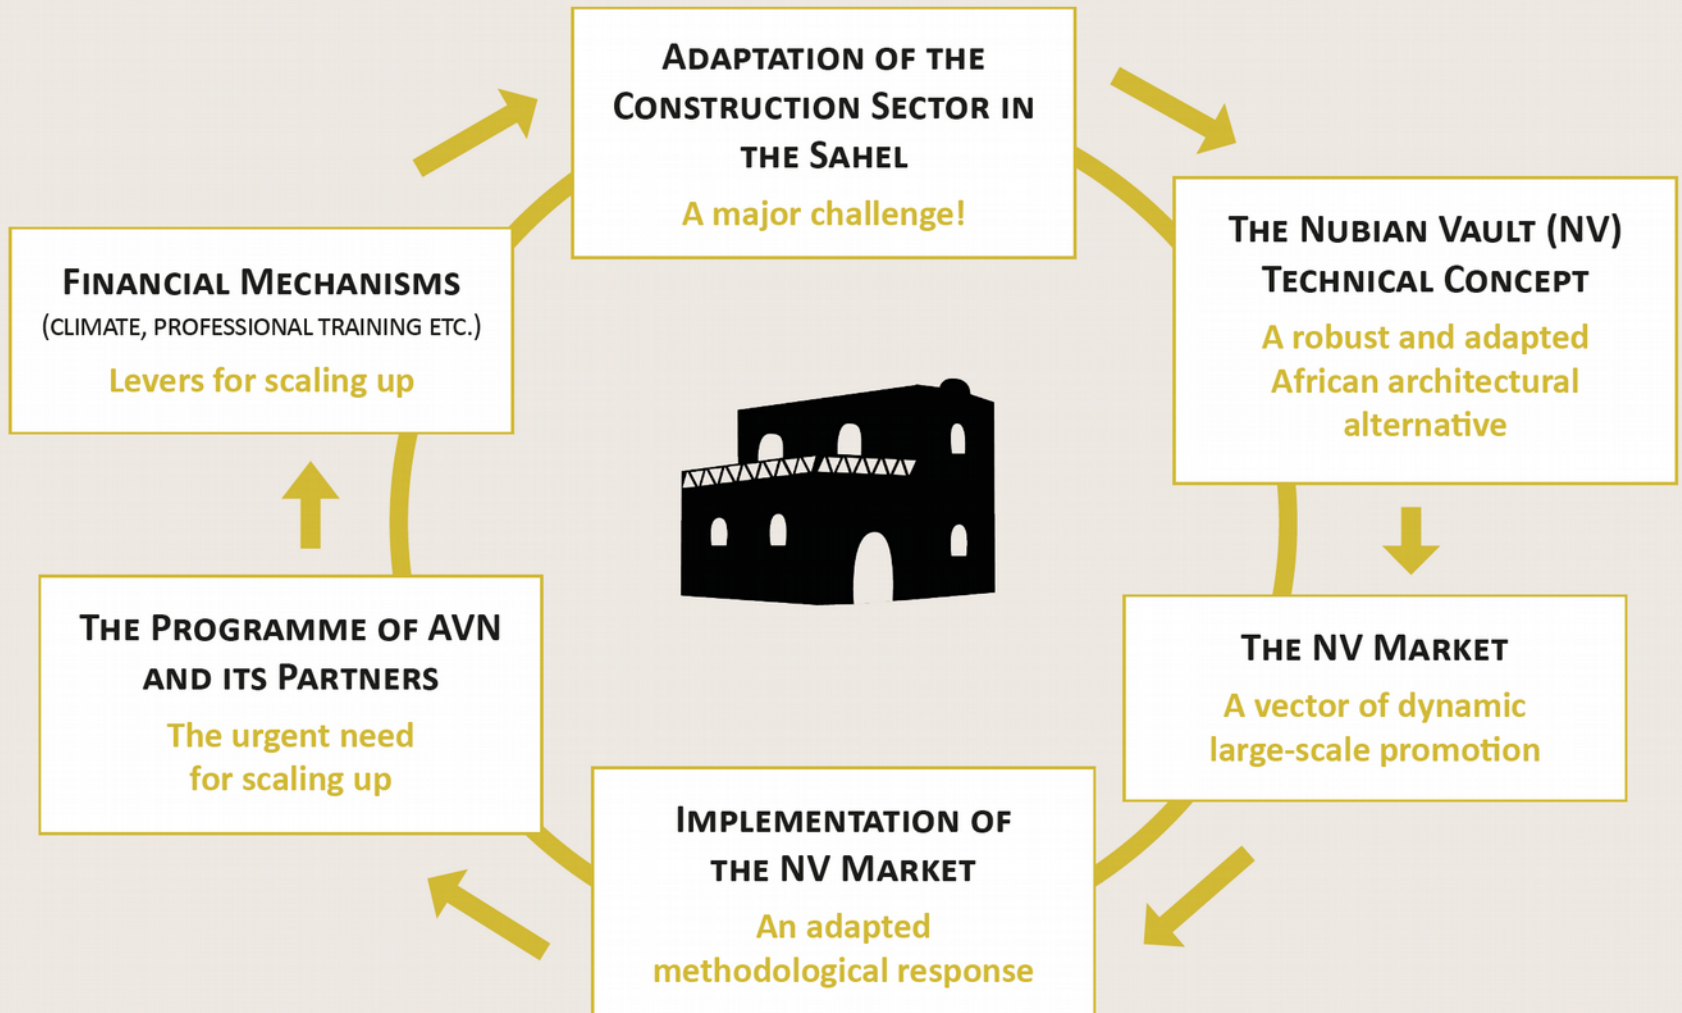 Adaptation of the
Construction Sector in
the Sahel
A major challenge!
The Nubian Vault (NV)
Technical Concept
A robust and adapted
African architectural
alternative
The NV Market
A vector of dynamic
large-scale promotion
Implementation of
the NV Market
An adapted
methodological response
The Programme of AVN
and its Partners
The urgent need
for scaling up
Financial Mechanisms
(climate, professional training etc.)
Levers for scaling up